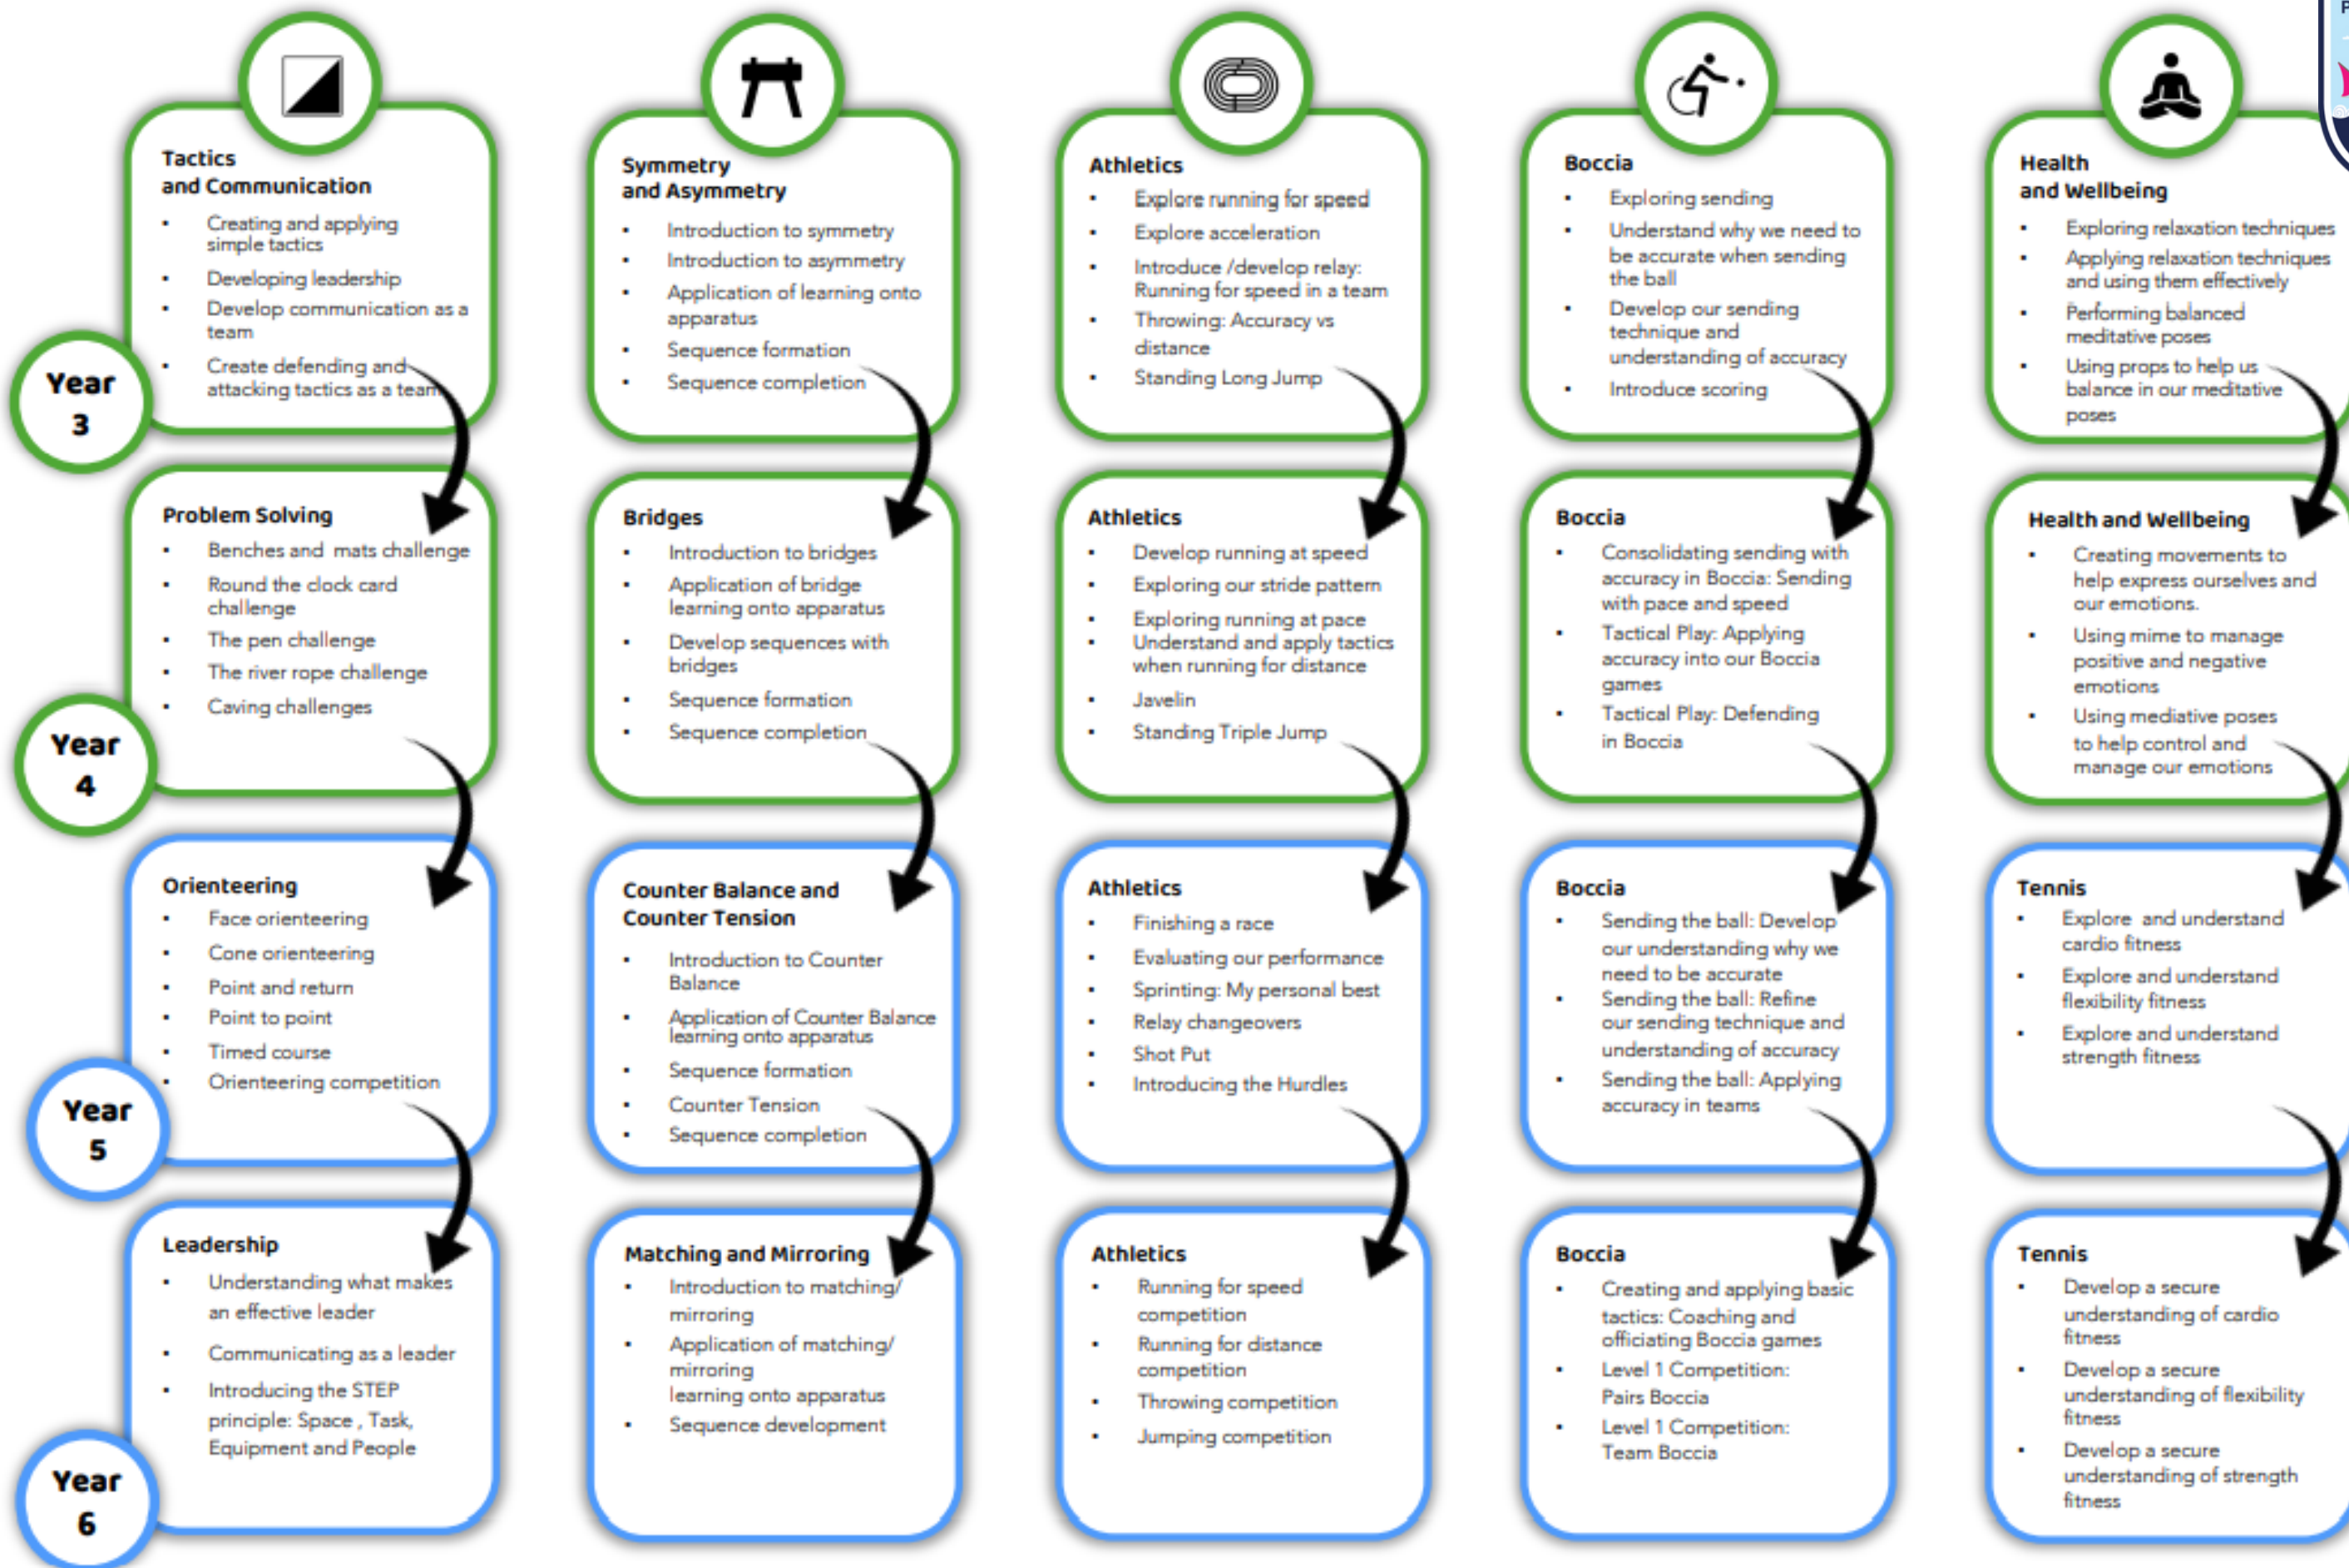 Tactics
and Communication
▪ Creating and applying
simple tactics
▪ Developing leadership
▪ Develop communication as a
team
▪ Create defending and
attacking tactics as a team
Symmetry
and Asymmetry
▪ Introduction to symmetry
▪ Introduction to asymmetry
▪ Application of learning onto
apparatus
▪ Sequence formation
▪ Sequence completion
Athletics
▪ Explore running for speed
▪ Explore acceleration
▪ Introduce /develop relay:
Running for speed in a team
▪ Throwing: Accuracy vs
distance
▪ Standing Long Jump
Boccia
▪ Exploring sending
▪ Understand why we need to
be accurate when sending
the ball
▪ Develop our sending
technique and
understanding of accuracy
▪ Introduce scoring
Health
and Wellbeing
▪ Exploring relaxation techniques
▪ Applying relaxation techniques
and using them effectively
▪ Performing balanced
meditative poses
▪ Using props to help us
balance in our meditative
poses
Year
3
Problem Solving
▪ Benches and mats challenge
▪ Round the clock card
challenge
▪ The pen challenge
▪ The river rope challenge
▪ Caving challenges
Bridges
▪ Introduction to bridges
▪ Application of bridge
learning onto apparatus
▪ Develop sequences with
bridges
▪ Sequence formation
▪ Sequence completion
Athletics
▪ Develop running at speed
▪ Exploring our stride pattern
▪ Exploring running at pace
▪ Understand and apply tactics
when running for distance
▪ Javelin
▪ Standing Triple Jump
Boccia
▪ Consolidating sending with
accuracy in Boccia: Sending
with pace and speed
▪ Tactical Play: Applying
accuracy into our Boccia
games
▪ Tactical Play: Defending
in Boccia
Health and Wellbeing
▪ Creating movements to
help express ourselves and
our emotions.
▪ Using mime to manage
positive and negative
emotions
▪ Using mediative poses
to help control and
manage our emotions
Year
4
Orienteering
▪ Face orienteering
▪ Cone orienteering
▪ Point and return
▪ Point to point
▪ Timed course
▪ Orienteering competition
Counter Balance and
Counter Tension
▪ Introduction to Counter
Balance
▪ Application of Counter Balance
learning onto apparatus
▪ Sequence formation
▪ Counter Tension
▪ Sequence completion
Athletics
▪ Finishing a race
▪ Evaluating our performance
▪ Sprinting: My personal best
▪ Relay changeovers
▪ Shot Put
▪ Introducing the Hurdles
Boccia
▪ Sending the ball: Develop
our understanding why we
need to be accurate
▪ Sending the ball: Refine
our sending technique and
understanding of accuracy
▪ Sending the ball: Applying
accuracy in teams
Tennis
▪ Explore and understand
cardio fitness
▪ Explore and understand
flexibility fitness
▪ Explore and understand
strength fitness
Year
5
Leadership
▪ Understanding what makes
an effective leader
▪ Communicating as a leader
▪ Introducing the STEP
principle: Space , Task,
Equipment and People
Matching and Mirroring
▪ Introduction to matching/
mirroring
▪ Application of matching/
mirroring
learning onto apparatus
▪ Sequence development
Athletics
▪ Running for speed
competition
▪ Running for distance
competition
▪ Throwing competition
▪ Jumping competition
Boccia
▪ Creating and applying basic
tactics: Coaching and
officiating Boccia games
▪ Level 1 Competition:
Pairs Boccia
▪ Level 1 Competition:
Team Boccia
Tennis
▪ Develop a secure
understanding of cardio
fitness
▪ Develop a secure
understanding of flexibility
fitness
▪ Develop a secure
understanding of strength
fitness
Year
6